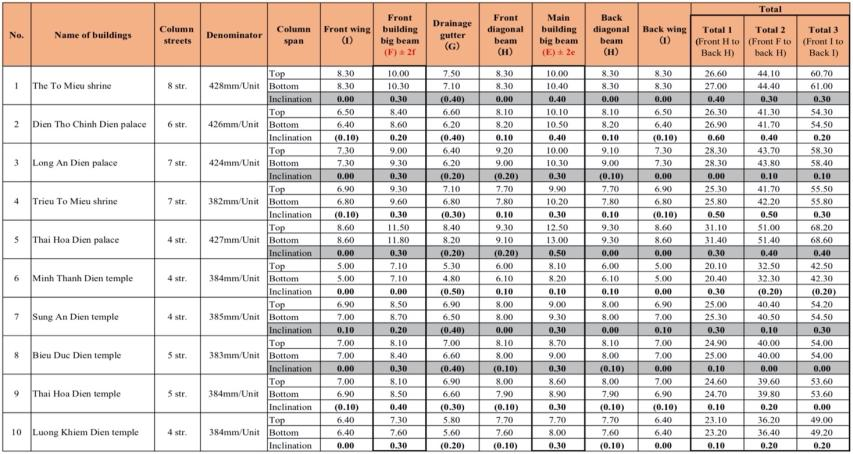 No. Name of buildings Column streets Denominator Column span Front wing (I) Front building big beam (F) ± 2f Drainage gutter (G) Front diagonal beam (H) Main building big beam (E) ± 2e Back diagonal beam (H) Back wing (I) Total
Total 1 (Front H to Back H) Total 2 (Front F to back H) Total 3 (Front I to Back I)
Top 8.30 10.00 7.50 8.30 10.00 8.30 8.30 26.60 44.10 60.70
1 The To Mieu shrine 8 str. 428mm/Unit Bottom 8.30 10.30 7.10 8.30 10.40 8.30 8.30 27.00 44.40 61.00
Inclination 0.00 0.30 (0.40) 0.00 0.40 0.00 0.00 0.40 0.30 0.30
Top 6.50 8.40 6.60 8.10 10.10 8.10 6.50 26.30 41.30 54.30
2 Dien Tho Chinh Dien palace 6 str. 426mm/Unit Bottom 6.40 8.60 6.20 8.20 10.50 8.20 6.40 26.90 41.70 54.50
Inclination (0.10) 0.20 (0.40) 0.10 0.40 0.10 (0.10) 0.60 0.40 0.20
Top 7.30 9.00 6.40 9.20 10.00 9.10 7.30 28.30 43.70 58.30
3 Long An Dien palace 7 str. 424mm/Unit Bottom 7.30 9.30 6.20 9.00 10.30 9.00 7.30 28.30 43.80 58.40
Inclination 0.00 0.30 (0.20) (0.20) 0.30 (0.10) 0.00 0.00 0.10 0.10
Top 6.90 9.30 7.10 7.70 9.90 7.70 6.90 25.30 41.70 55.50
4 Trieu To Mieu shrine 7 str. 382mm/Unit Bottom 6.80 9.60 6.80 7.80 10.20 7.80 6.80 25.80 42.20 55.80
Inclination (0.10) 0.30 (0.30) 0.10 0.30 0.10 (0.10) 0.50 0.50 0.30
Top 8.60 11.50 8.40 9.30 12.50 9.30 8.60 31.10 51.00 68.20
5 Thai Hoa Dien palace 4 str. 427mm/Unit Bottom 8.60 11.80 8.20 9.10 13.00 9.30 8.60 31.40 51.40 68.60
Inclination 0.00 0.30 (0.20) (0.20) 0.50 0.00 0.00 0.30 0.40 0.40
Top 5.00 7.10 5.30 6.00 8.10 6.00 5.00 20.10 32.50 42.50
6 Minh Thanh Dien temple 4 str. 384mm/Unit Bottom 5.00 7.10 4.80 6.10 8.20 6.10 5.00 20.40 32.30 42.30
Inclination 0.00 0.00 (0.50) 0.10 0.10 0.10 0.00 0.30 (0.20) (0.20)
Top 6.90 8.50 6.90 8.00 9.00 8.00 6.90 25.00 40.40 54.20
7 Sung An Dien temple 4 str. 385mm/Unit Bottom 7.00 8.70 6.50 8.00 9.30 8.00 7.00 25.30 40.50 54.50
Inclination 0.10 0.20 (0.40) 0.00 0.30 0.00 0.10 0.30 0.10 0.30
Top 7.00 8.10 7.00 8.10 8.70 8.10 7.00 24.90 40.00 54.00
8 Bieu Duc Dien temple 5 str. 383mm/Unit Bottom 7.00 8.40 6.60 8.00 9.00 8.00 7.00 25.00 40.00 54.00
Inclination 0.00 0.30 (0.40) (0.10) 0.30 (0.10) 0.00 0.10 0.00 0.00
Top 7.00 8.10 6.90 8.00 8.60 8.00 7.00 24.60 39.60 53.60
9 Thai Hoa Dien temple 5 str. 384mm/Unit Bottom 6.90 8.50 6.60 7.90 8.90 7.90 6.90 24.70 39.80 53.60
Inclination (0.10) 0.40 (0.30) (0.10) 0.30 (0.10) (0.10) 0.10 0.20 0.00
Top 6.40 7.30 5.80 7.70 7.70 7.70 6.40 23.10 36.20 49.00
10 Luong Khiem Dien temple 4 str. 384mm/Unit Bottom 6.40 7.60 5.60 7.60 8.00 7.60 6.40 23.20 36.40 49.20
Inclination 0.00 0.30 (0.20) (0.10) 0.30 (0.10) 0.00 0.10 0.20 0.20